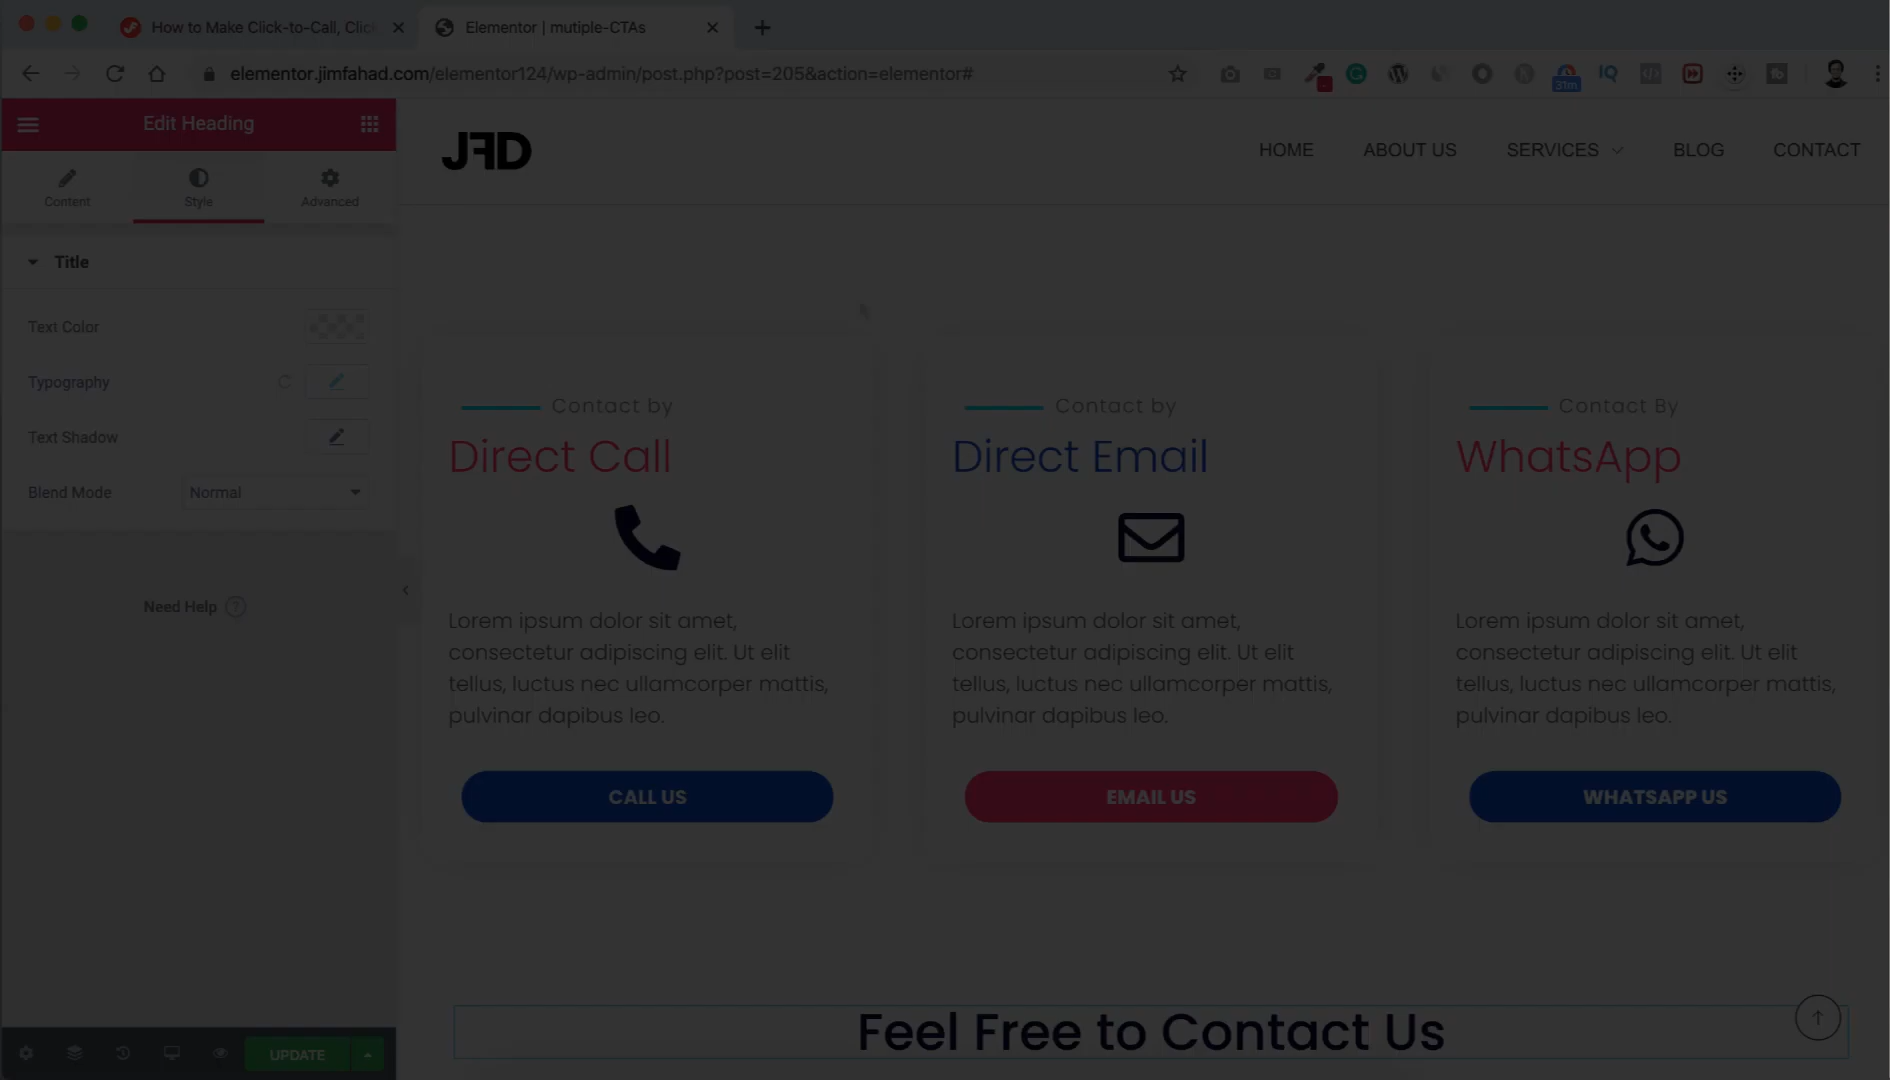 How to Make Click-to-Call, Click
Elementor | mutiple-CTAs
elementor.jimfahad.com/elementor124/wp-admin/post.php?post=205&action=elementor#
31m
Edit Heading
Content
Style
Advanced
Title
Text Color
Typography
Text Shadow
Blend Mode
Normal
Need Help
UPDATE
JFD
HOME
ABOUT US
SERVICES
BLOG
CONTACT
Contact by
Direct Call
Lorem ipsum dolor sit amet,
consectetur adipiscing elit. Ut elit
tellus, luctus nec ullamcorper mattis,
pulvinar dapibus leo.
CALL US
Contact by
Direct Email
Lorem ipsum dolor sit amet,
consectetur adipiscing elit. Ut elit
tellus, luctus nec ullamcorper mattis,
pulvinar dapibus leo.
EMAIL US
Contact By
WhatsApp
Lorem ipsum dolor sit amet,
consectetur adipiscing elit. Ut elit
tellus, luctus nec ullamcorper mattis,
pulvinar dapibus leo.
WHATSAPP US
Feel Free to Contact Us